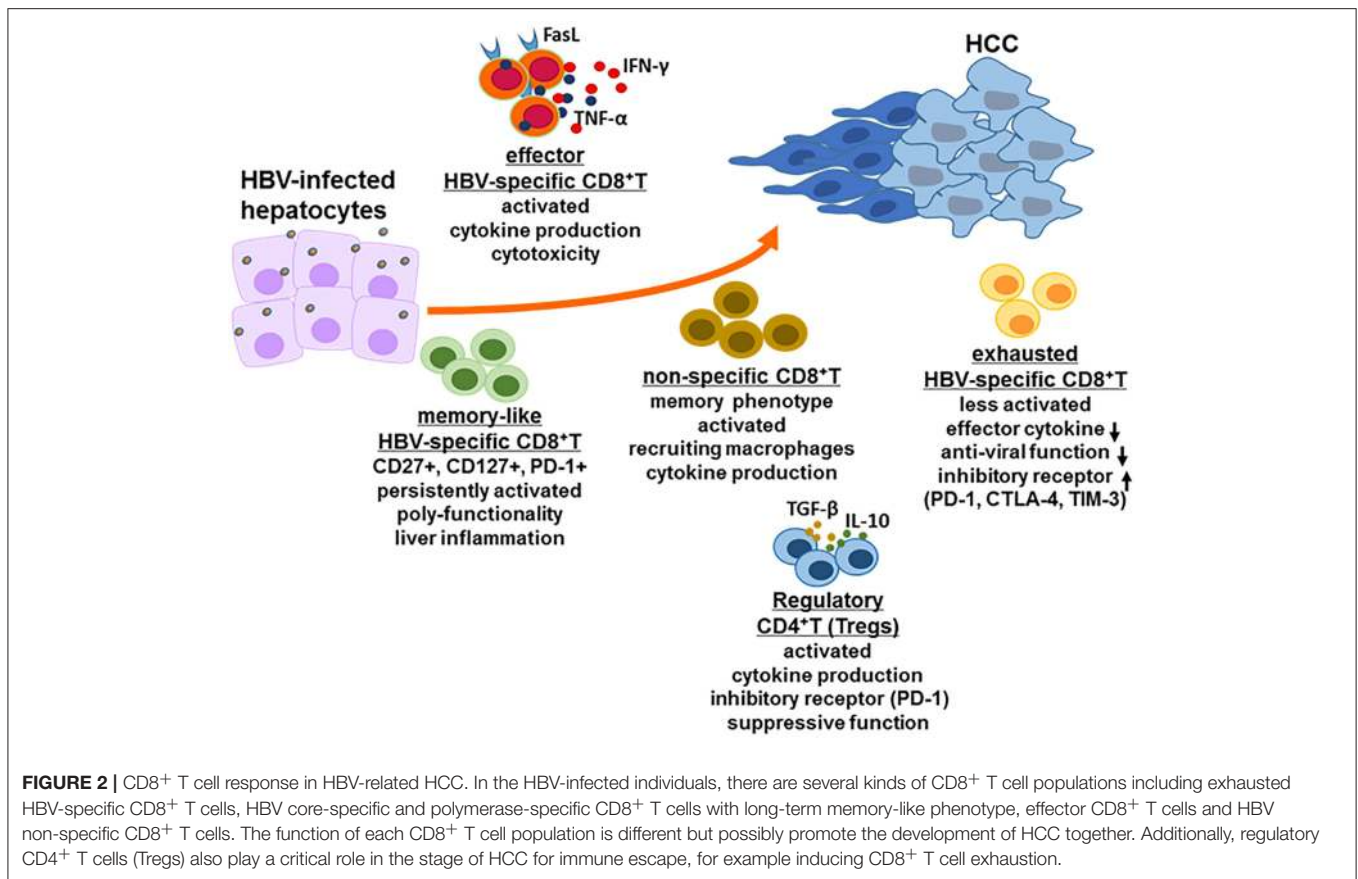 FasL
IFN-γ
TNF-α
effector
HBV-specific CD8⁺T
activated
cytokine production
cytotoxicity
HCC
HBV-infected
hepatocytes
memory-like
HBV-specific CD8⁺T
CD27+, CD127+, PD-1+
persistently activated
poly-functionality
liver inflammation
non-specific CD8⁺T
memory phenotype
activated
recruiting macrophages
cytokine production
exhausted
HBV-specific CD8⁺T
less activated
effector cytokine ↓
anti-viral function ↓
inhibitory receptor ↑
(PD-1, CTLA-4, TIM-3)
TGF-β
IL-10
Regulatory
CD4⁺T (Tregs)
activated
cytokine production
inhibitory receptor (PD-1)
suppressive function
FIGURE 2 | CD8⁺ T cell response in HBV-related HCC. In the HBV-infected individuals, there are several kinds of CD8⁺ T cell populations including exhausted
HBV-specific CD8⁺ T cells, HBV core-specific and polymerase-specific CD8⁺ T cells with long-term memory-like phenotype, effector CD8⁺ T cells and HBV
non-specific CD8⁺ T cells. The function of each CD8⁺ T cell population is different but possibly promote the development of HCC together. Additionally, regulatory
CD4⁺ T cells (Tregs) also play a critical role in the stage of HCC for immune escape, for example inducing CD8⁺ T cell exhaustion.